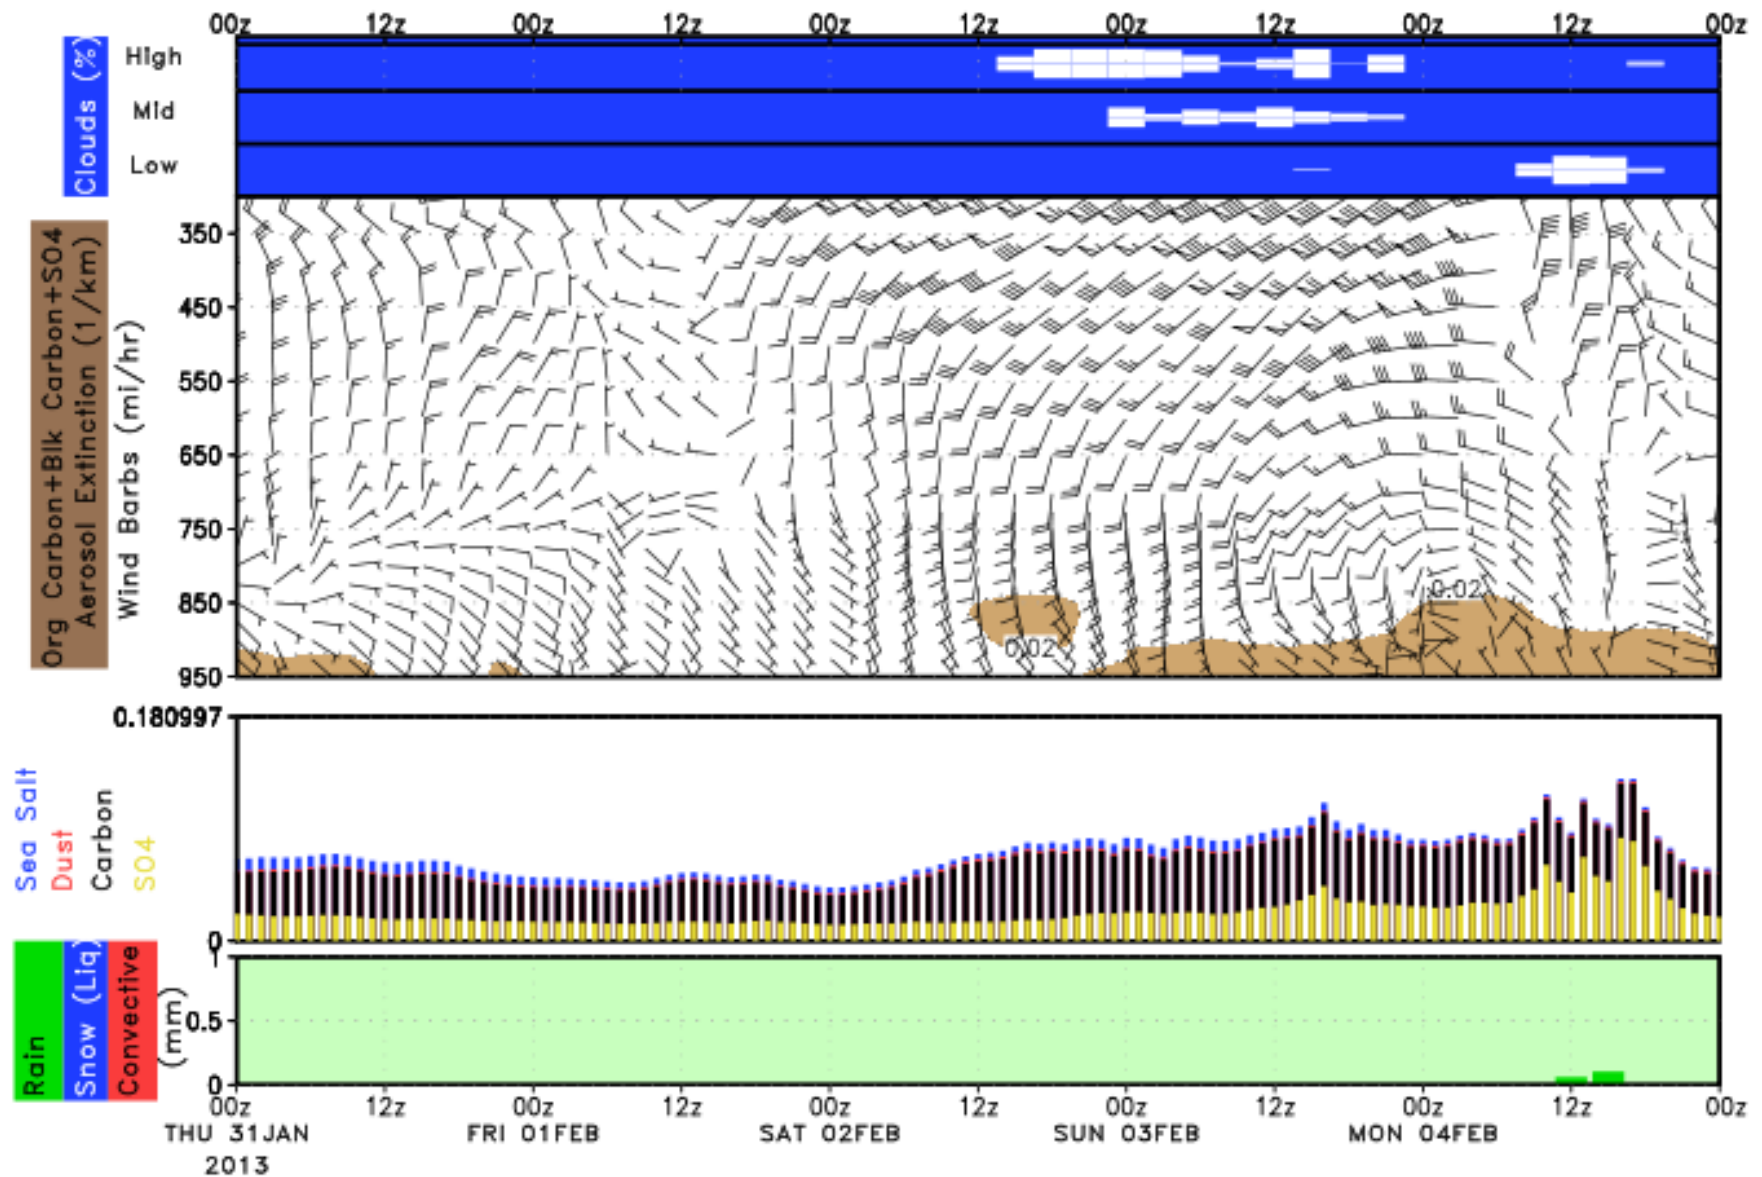 00z 12z 00z 12z 00z 12z 00z 12z 00z 12z 00z
Clouds (%)
High
Mid
Low
Org Carbon+Blk Carbon+SO4
Aerosol Extinction (1/km)
Wind Barbs (mi/hr)
350
450
550
650
750
850
950
0.02
0.02
0.180997
0
Sea Salt
Dust
Carbon
SO4
Rain
Snow (Liq)
Convective
(mm)
1
0.5
0
00z 12z 00z 12z 00z 12z 00z 12z 00z 12z 00z
THU 31JAN FRI 01FEB SAT 02FEB SUN 03FEB MON 04FEB
2013